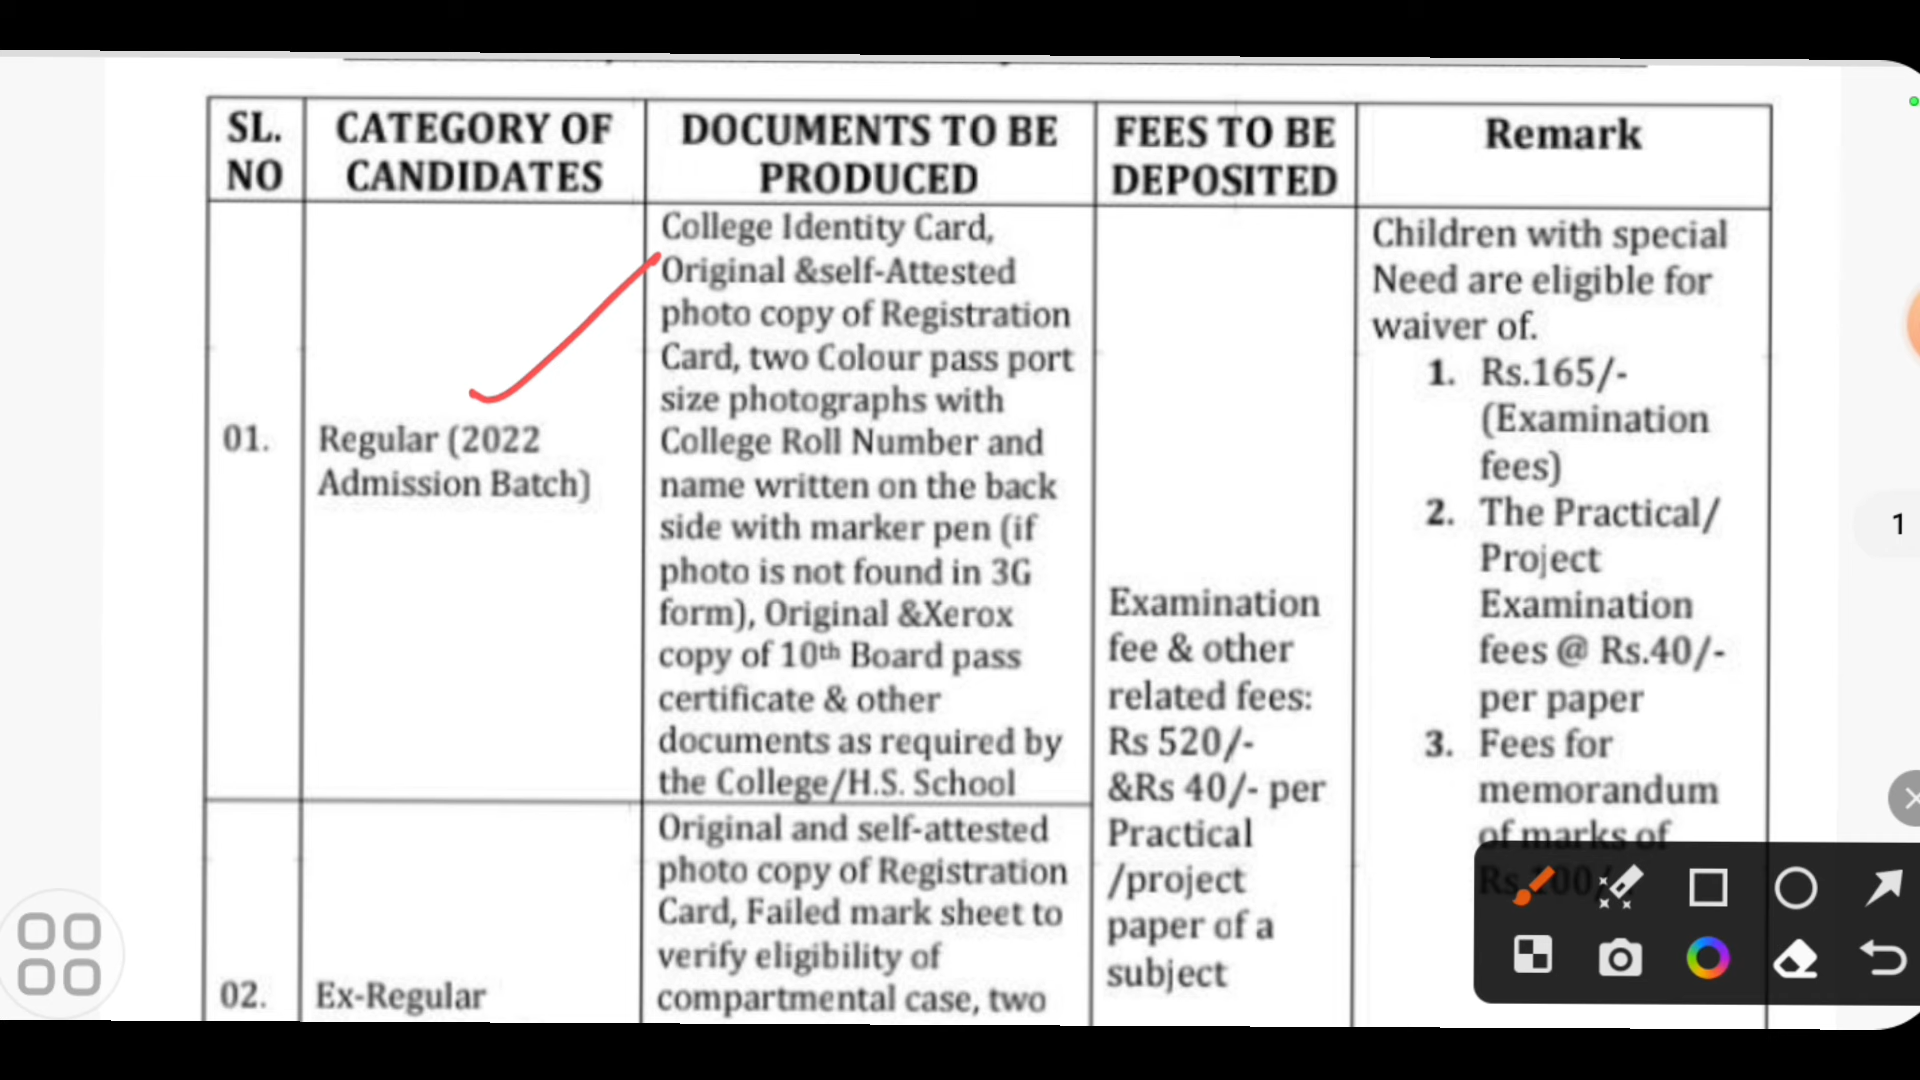 SL. NO
CATEGORY OF CANDIDATES
DOCUMENTS TO BE PRODUCED
FEES TO BE DEPOSITED
Remark
01.
Regular (2022
Admission Batch)
College Identity Card,
Original &self-Attested
photo copy of Registration
Card, two Colour pass port
size photographs with
College Roll Number and
name written on the back
side with marker pen (if
photo is not found in 3G
form), Original &Xerox
copy of 10th Board pass
certificate & other
documents as required by
the College/H.S. School
Examination
fee & other
related fees:
Rs 520/-
&Rs 40/- per
Practical
/project
paper of a
subject
Children with special
Need are eligible for
waiver of.
1. Rs.165/-
(Examination
fees)
2. The Practical/
Project
Examination
fees @ Rs.40/-
per paper
3. Fees for
memorandum
of marks of
Rs.100/
02.
Ex-Regular
Original and self-attested
photo copy of Registration
Card, Failed mark sheet to
verify eligibility of
compartmental case, two
1